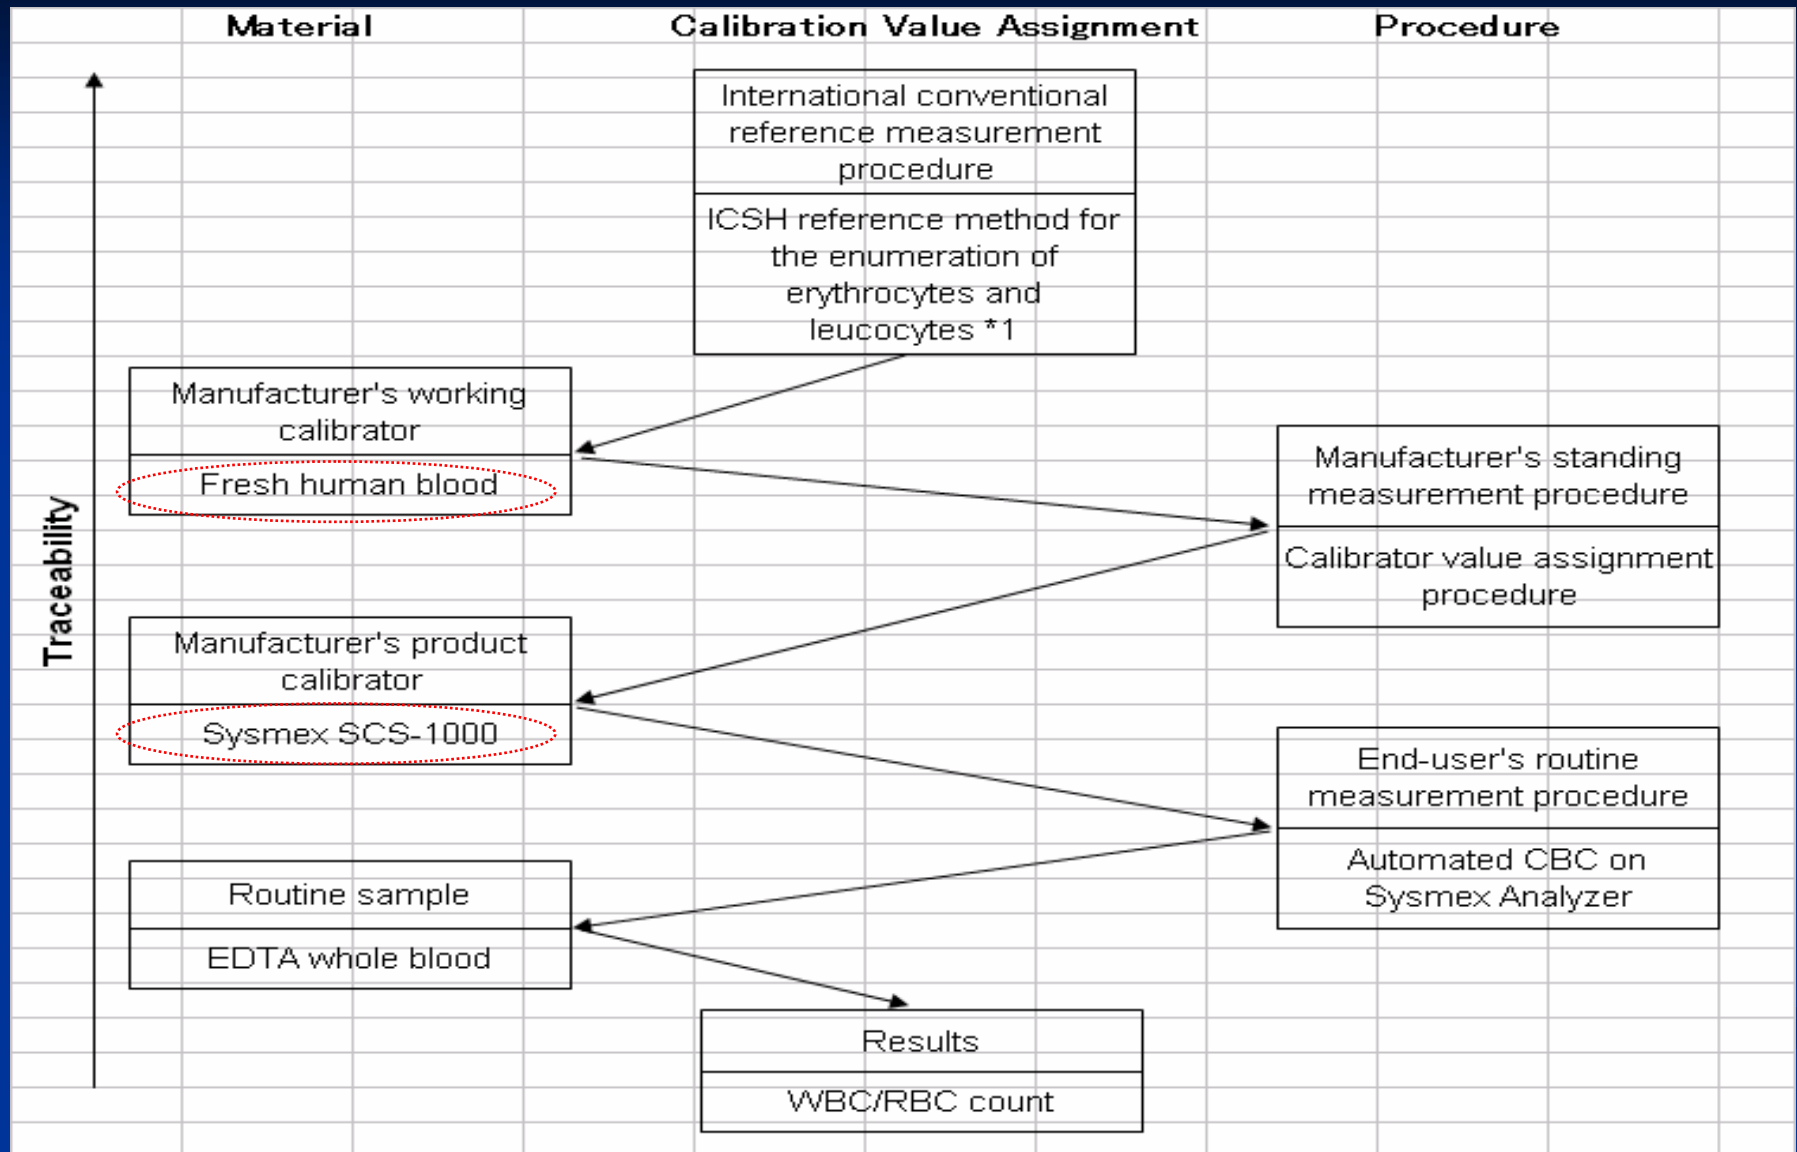 Material
Calibration Value Assignment
Procedure
International conventional
reference measurement
procedure
ICSH reference method for
the enumeration of
erythrocytes and
leucocytes *1
Manufacturer's working
calibrator
Fresh human blood
Manufacturer's standing
measurement procedure
Calibrator value assignment
procedure
Traceability
Manufacturer's product
calibrator
Sysmex SCS-1000
End-user's routine
measurement procedure
Automated CBC on
Sysmex Analyzer
Routine sample
EDTA whole blood
Results
WBC/RBC count